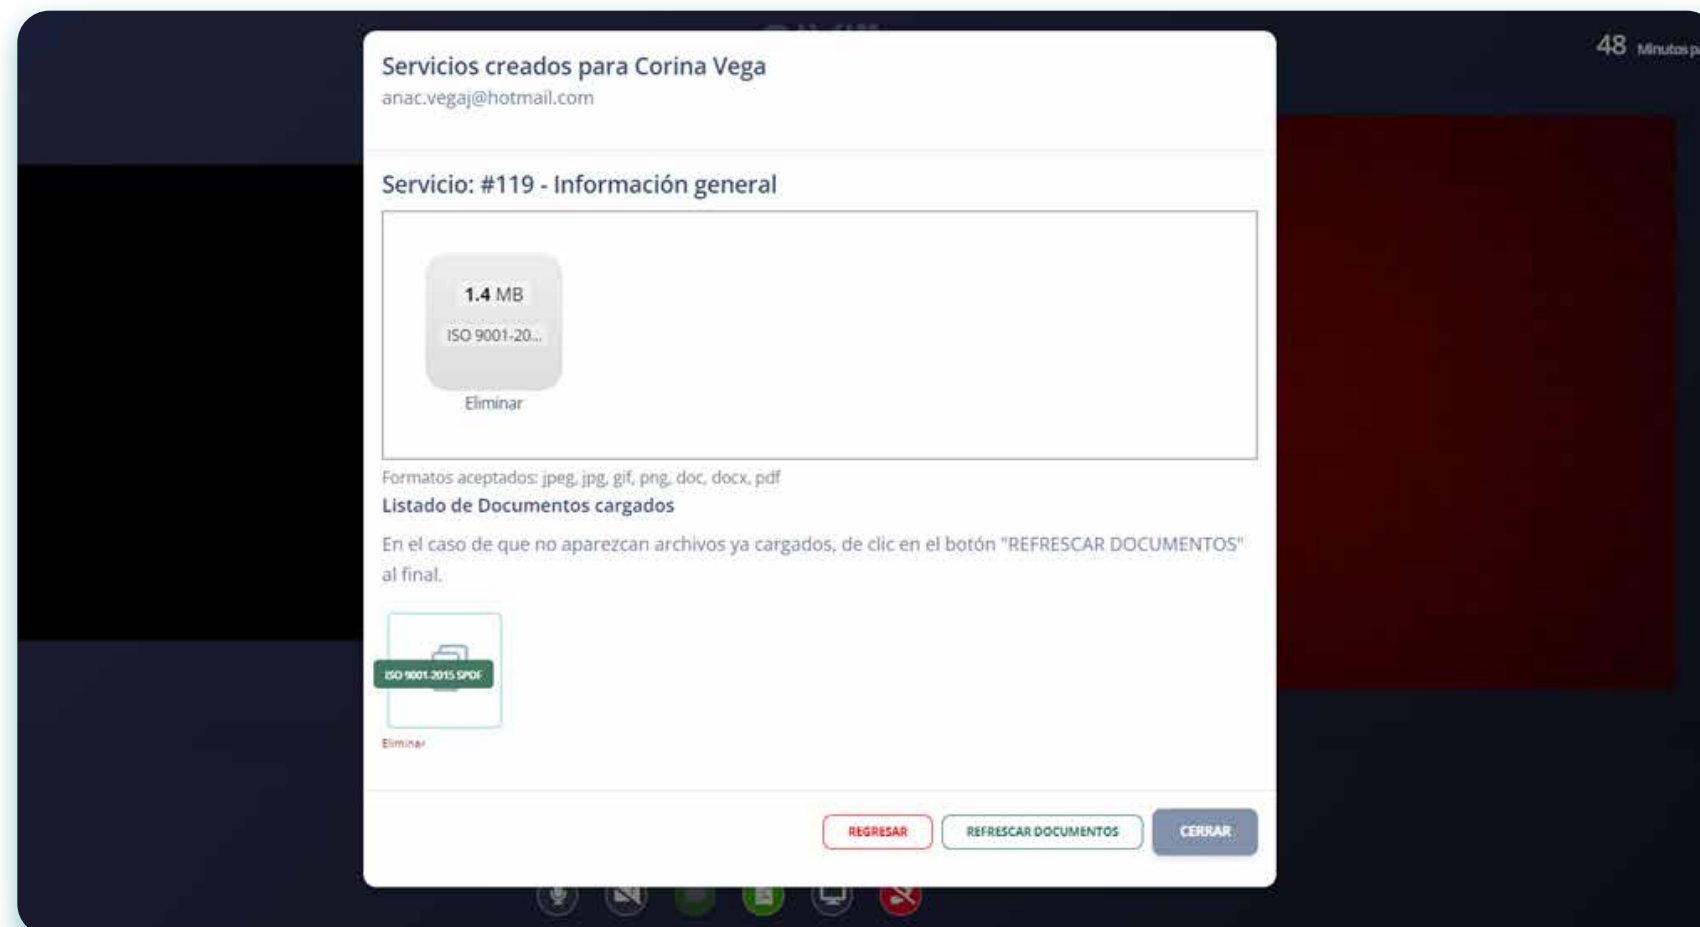 48 Minutos
Servicios creados para Corina Vega
anac.vegaj@hotmail.com
Servicio: #119 - Información general
1.4 MB
ISO 9001-20...
Eliminar
Formatos aceptados: jpeg, jpg, gif, png, doc, docx, pdf
Listado de Documentos cargados
En el caso de que no aparezcan archivos ya cargados, de clic en el botón "REFRESCAR DOCUMENTOS"
al final.
ISO 9001-2015 SPDF
Eliminar
REGRESAR
REFRESCAR DOCUMENTOS
CERRAR